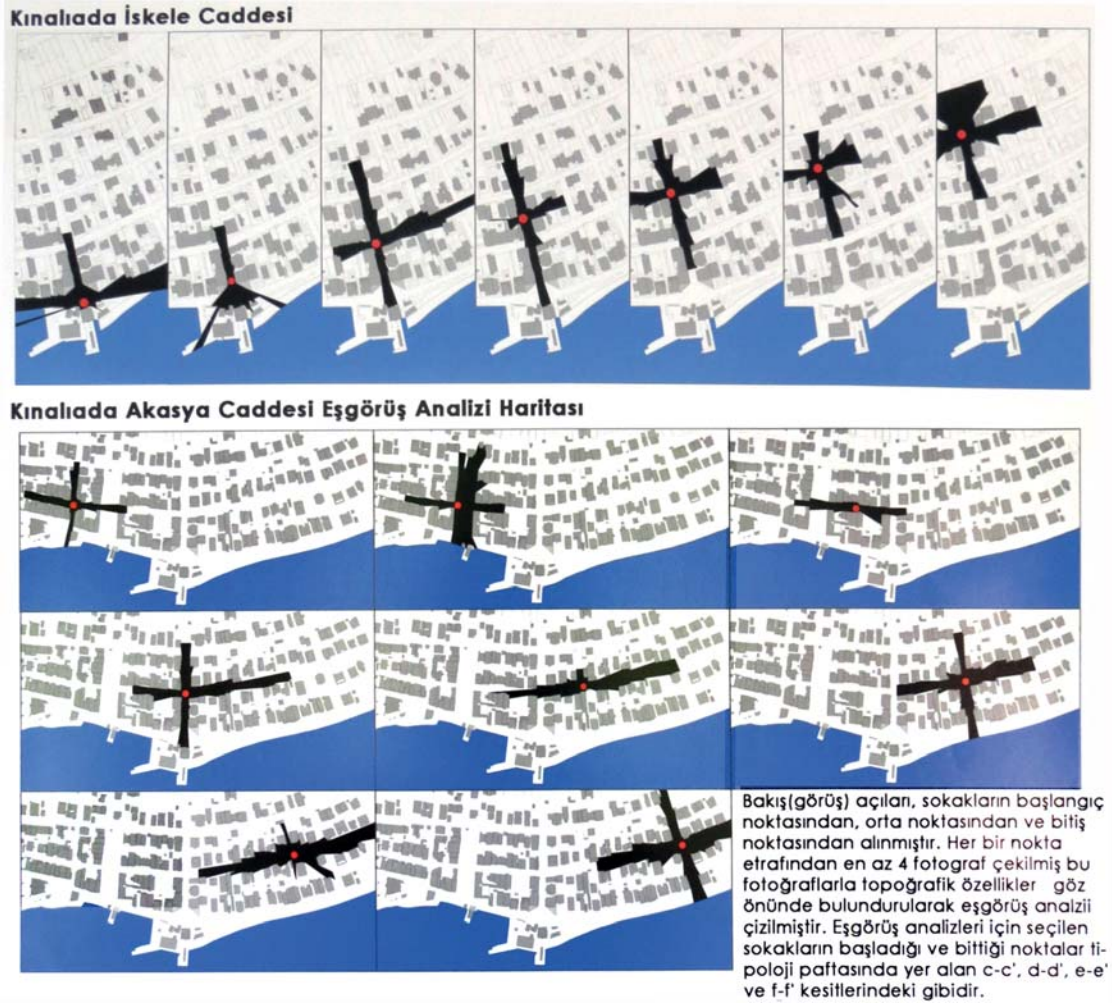 Kınalıada İskele Caddesi
Kınalıada Akasya Caddesi Eşgörüş Analizi Haritası
Bakış(görüş) açıları, sokakların başlangıç
noktasından, orta noktasından ve bitiş
noktasından alınmıştır. Her bir nokta
etrafından en az 4 fotograf çekilmiş bu
fotoğraflarla topoğrafik özellikler göz
önünde bulundurularak eşgörüş analzii
çizilmiştir. Eşgörüş analizleri için seçilen
sokakların başladığı ve bittiği noktalar ti-
poloji paftasında yer alan c-c', d-d', e-e'
ve f-f' kesitlerindeki gibidir.